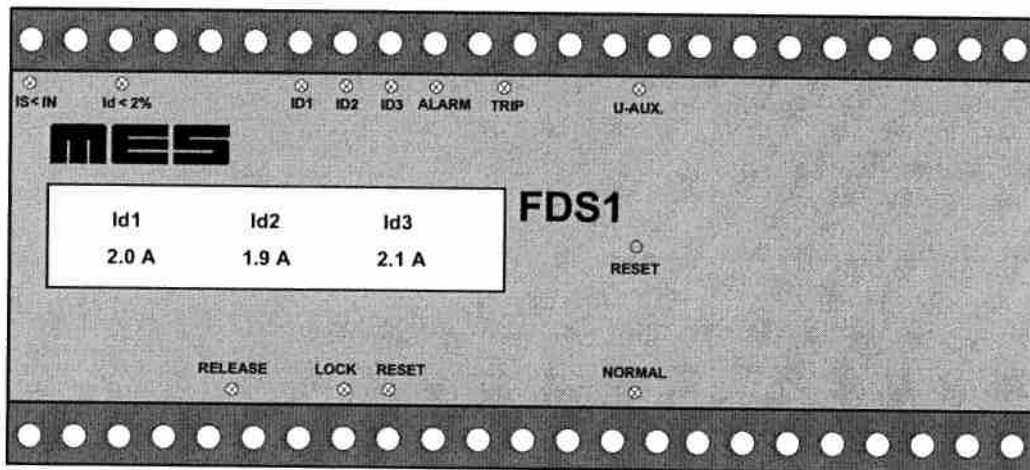 IS< IN Id < 2% ID1 ID2 ID3 ALARM TRIP U-AUX.
MES
FDS1
Id1 Id2 Id3
2.0 A 1.9 A 2.1 A
RESET
RELEASE LOCK RESET NORMAL